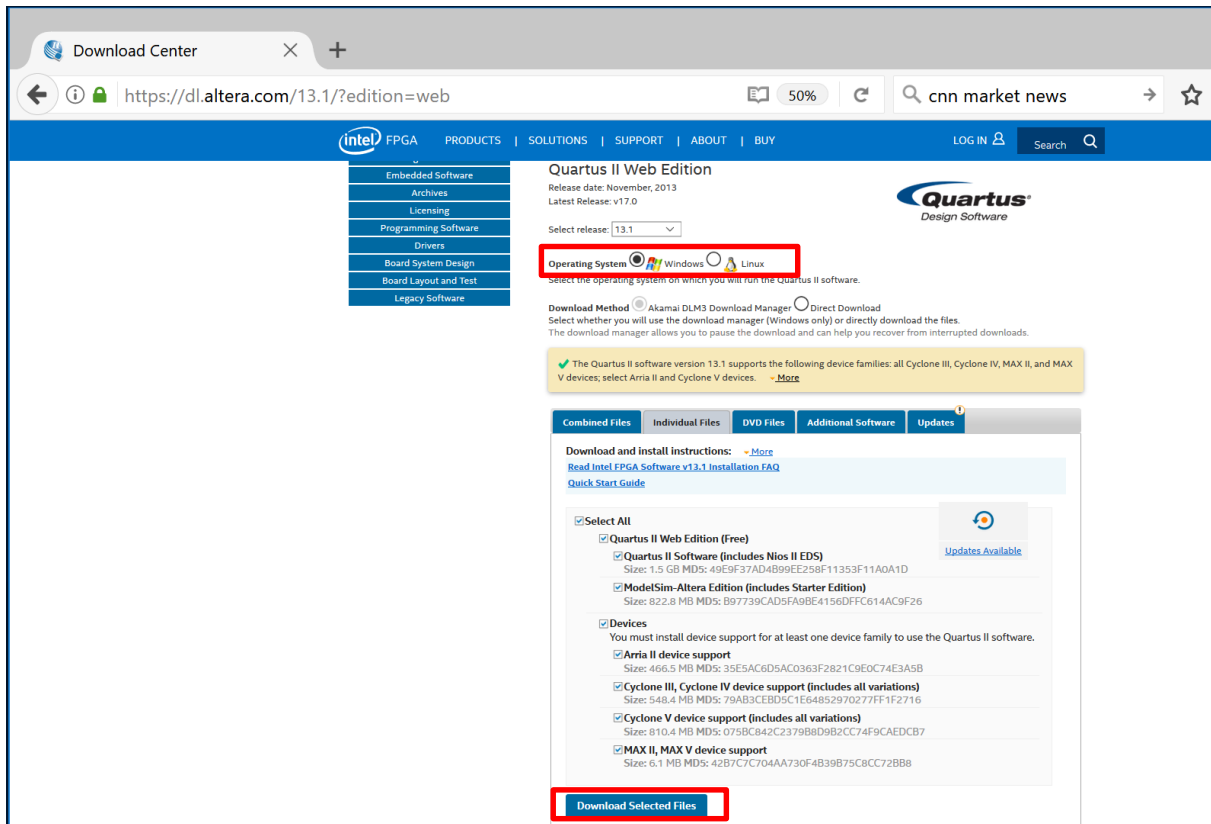 Download Center
https://dl.altera.com/13.1/?edition=web
50%
cnn market news
intel FPGA PRODUCTS | SOLUTIONS | SUPPORT | ABOUT | BUY
LOG IN
Search
Embedded Software
Archives
Licensing
Programming Software
Drivers
Board System Design
Board Layout and Test
Legacy Software
Quartus II Web Edition
Release date: November, 2013
Latest Release: v17.0
Quartus
Design Software
Select release: 13.1
Operating System Windows Linux
Select the operating system on which you will run the Quartus II software.
Download Method Akamai DLM3 Download Manager Direct Download
Select whether you will use the download manager (Windows only) or directly download the files.
The download manager allows you to pause the download and can help you recover from interrupted downloads.
The Quartus II software version 13.1 supports the following device families: all Cyclone III, Cyclone IV, MAX II, and MAX
V devices; select Arria II and Cyclone V devices. More
Combined Files Individual Files DVD Files Additional Software Updates
Download and install instructions: More
Read Intel FPGA Software v13.1 Installation FAQ
Quick Start Guide
Select All
Quartus II Web Edition (Free)
Updates Available
Quartus II Software (includes Nios II EDS)
Size: 1.5 GB MD5: 49E9F37AD4B99EE258F11353F11A0A1D
ModelSim-Altera Edition (includes Starter Edition)
Size: 822.8 MB MD5: B97739CAD5FA9BE4156DFFC614AC9F26
Devices
You must install device support for at least one device family to use the Quartus II software.
Arria II device support
Size: 466.5 MB MD5: 35E5AC6D5AC0363F2821C9E0C74E3A5B
Cyclone III, Cyclone IV device support (includes all variations)
Size: 548.4 MB MD5: 79AB3CEBD5C1E64852970277FF1F2716
Cyclone V device support (includes all variations)
Size: 810.4 MB MD5: 075BC842C2379B8D9B2CC74F9CAEDCB7
MAX II, MAX V device support
Size: 6.1 MB MD5: 42B7C7C704AA730F4B39B75C8CC72BB8
Download Selected Files